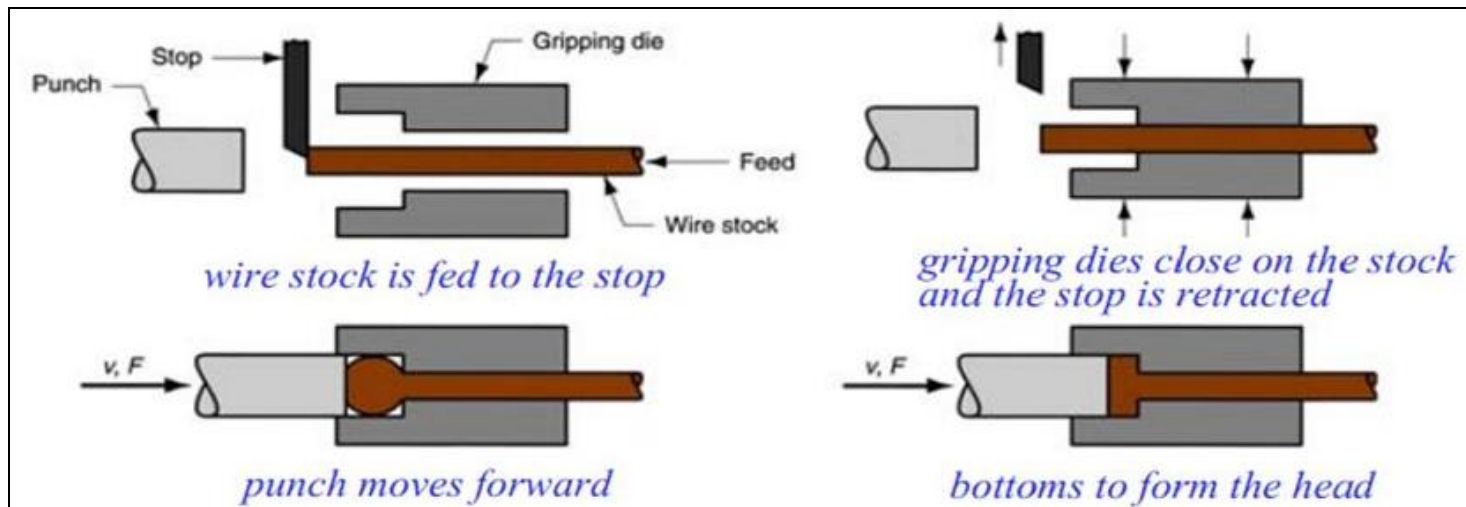 Stop
Gripping die
Punch
Feed
Wire stock
wire stock is fed to the stop
gripping dies close on the stock
and the stop is retracted
v, F
punch moves forward
v, F
bottoms to form the head